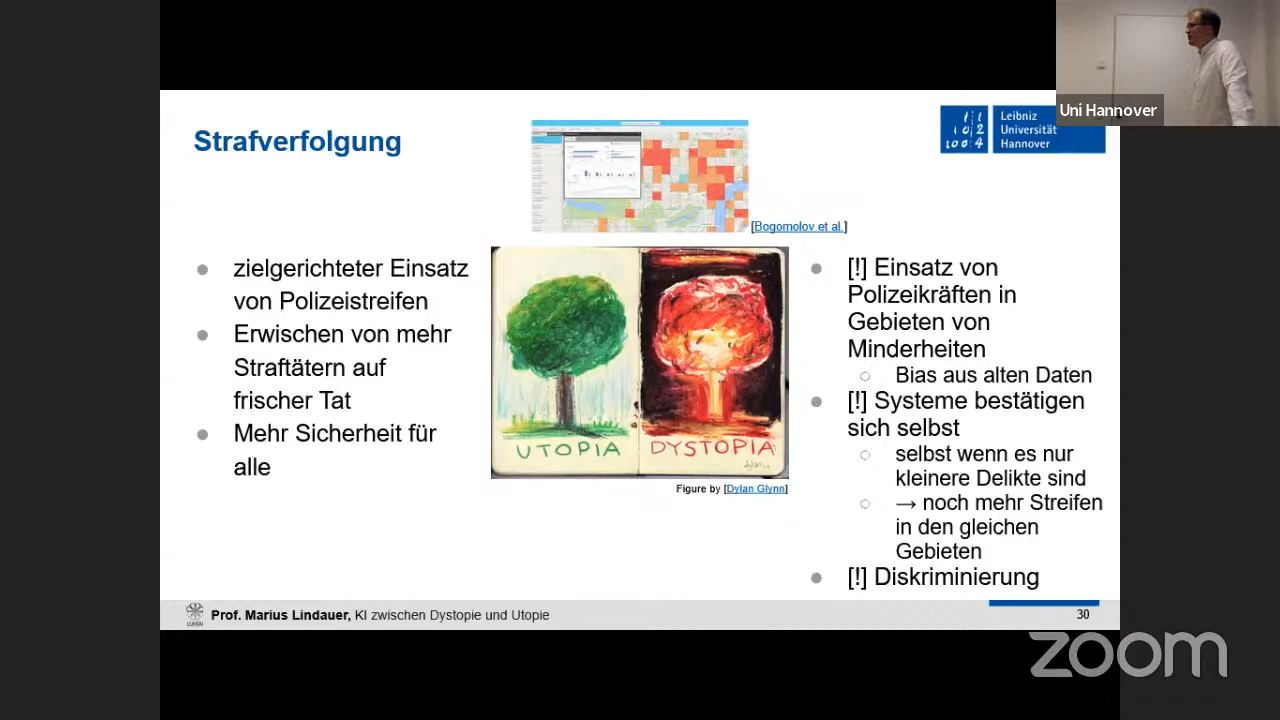 Uni Hannover
Strafverfolgung
Leibniz
Universität
Hannover
[Bogomolov et al.]
zielgerichteter Einsatz
von Polizeistreifen
Erwischen von mehr
Straftätern auf
frischer Tat
Mehr Sicherheit für
alle
UTOPIA
DYSTOPIA
Figure by [Dylan Glynn]
[!] Einsatz von
Polizeikräften in
Gebieten von
Minderheiten
Bias aus alten Daten
[!] Systeme bestätigen
sich selbst
selbst wenn es nur
kleinere Delikte sind
→ noch mehr Streifen
in den gleichen
Gebieten
[!] Diskriminierung
Prof. Marius Lindauer, KI zwischen Dystopie und Utopie
30
zoom